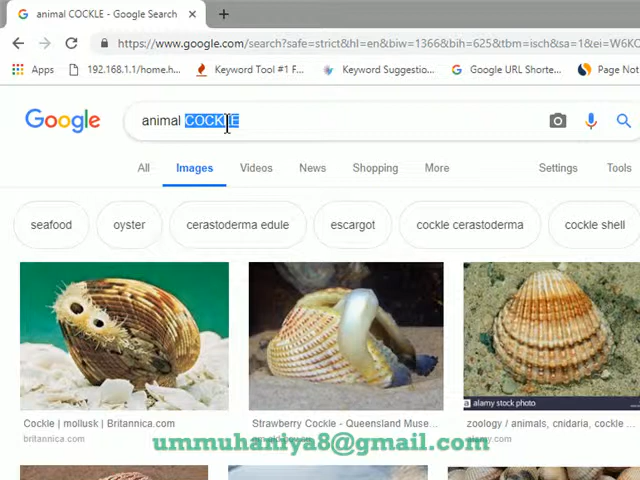 animal COCKLE - Google Search
https://www.google.com/search?safe=strict&hl=en&biw=1366&bih=625&tbm=isch&sa=1&ei=W6KC
Apps 192.168.1.1/home.h... Keyword Tool #1 F... Keyword Suggestio... Google URL Shorte... Page Note
Google animal COCKLE
All Images Videos News Shopping More Settings Tools
seafood oyster cerastoderma edule escargot cockle cerastoderma cockle shell
alamy stock photo
Cockle | mollusk | Britannica.com Strawberry Cockle - Queensland Muse... zoology / animals, cnidaria, cockle ...
britannica.com alamy.com
ummuhaniya8@gmail.com